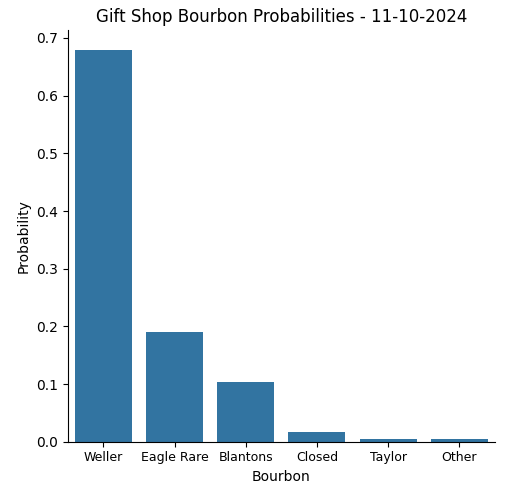 Gift Shop Bourbon Probabilities - 11-10-2024
0.7
0.6
0.5
0.4
0.3
0.2
0.1
0.0
Probability
Weller Eagle Rare Blantons Closed Taylor Other
Bourbon